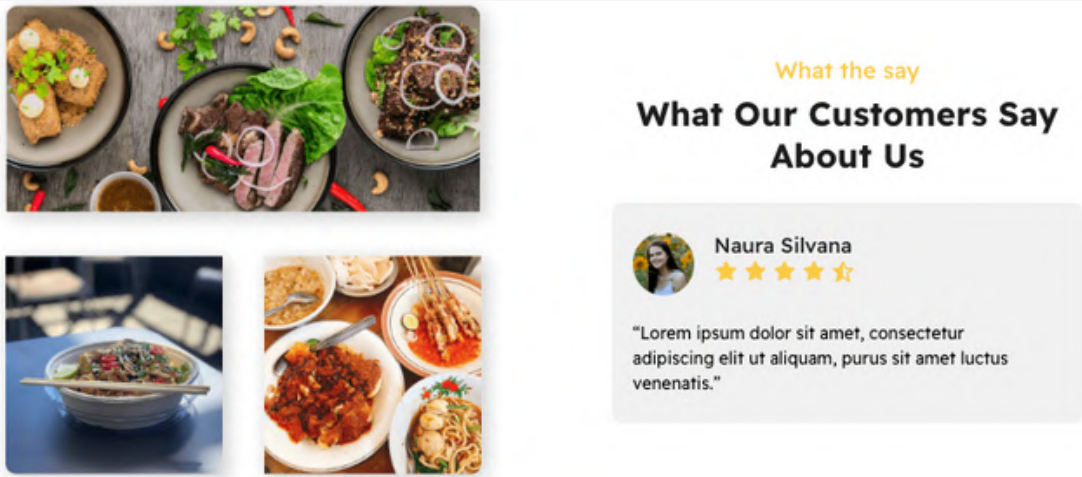 What the say
What Our Customers Say
About Us
Naura Silvana
“Lorem ipsum dolor sit amet, consectetur
adipiscing elit ut aliquam, purus sit amet luctus
venenatis.”